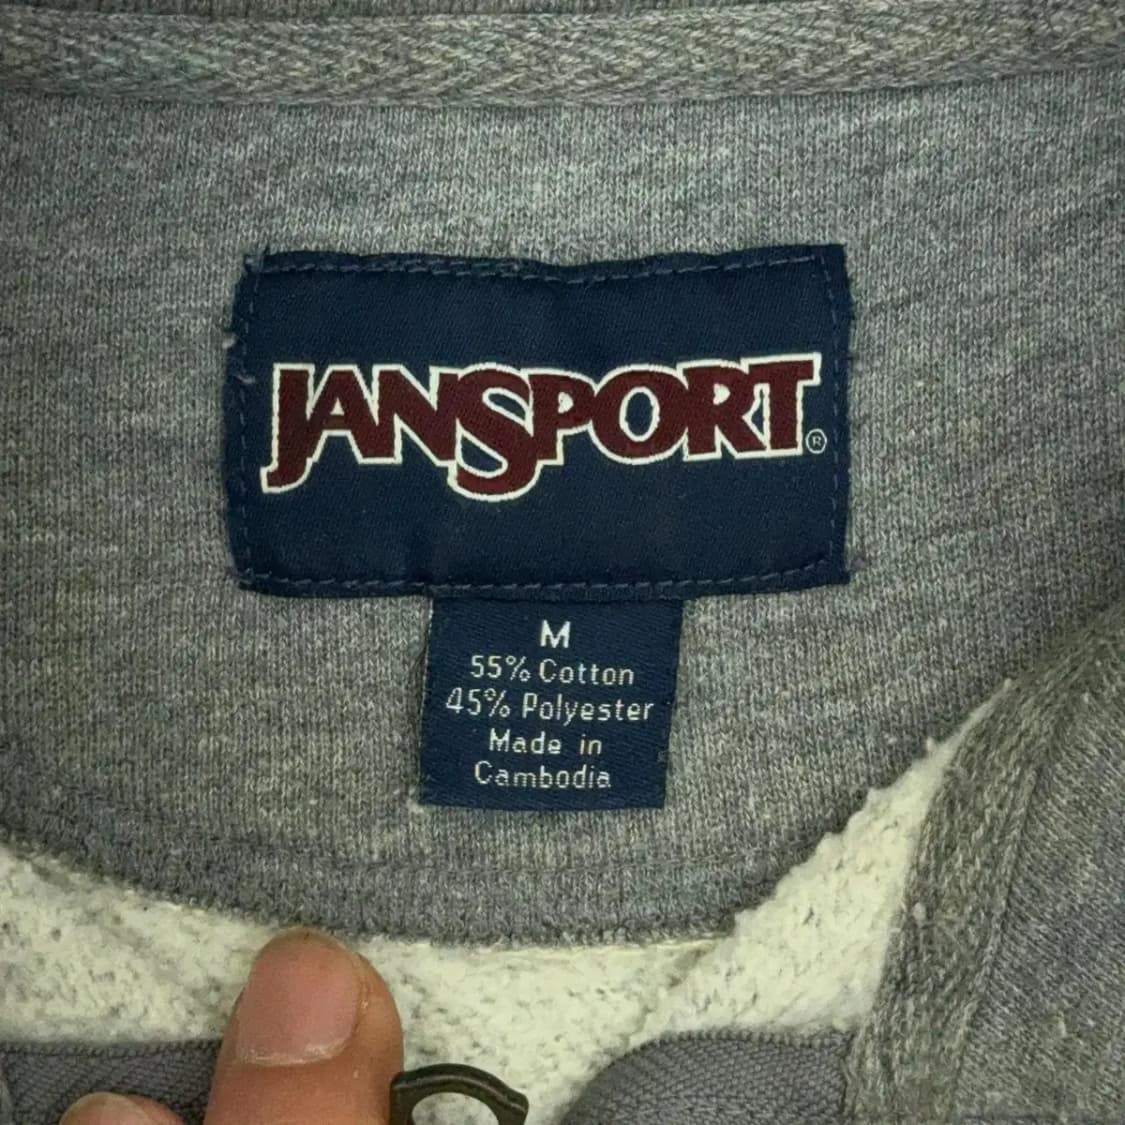 JANSPORT®
M
55% Cotton
45% Polyester
Made in
Cambodia